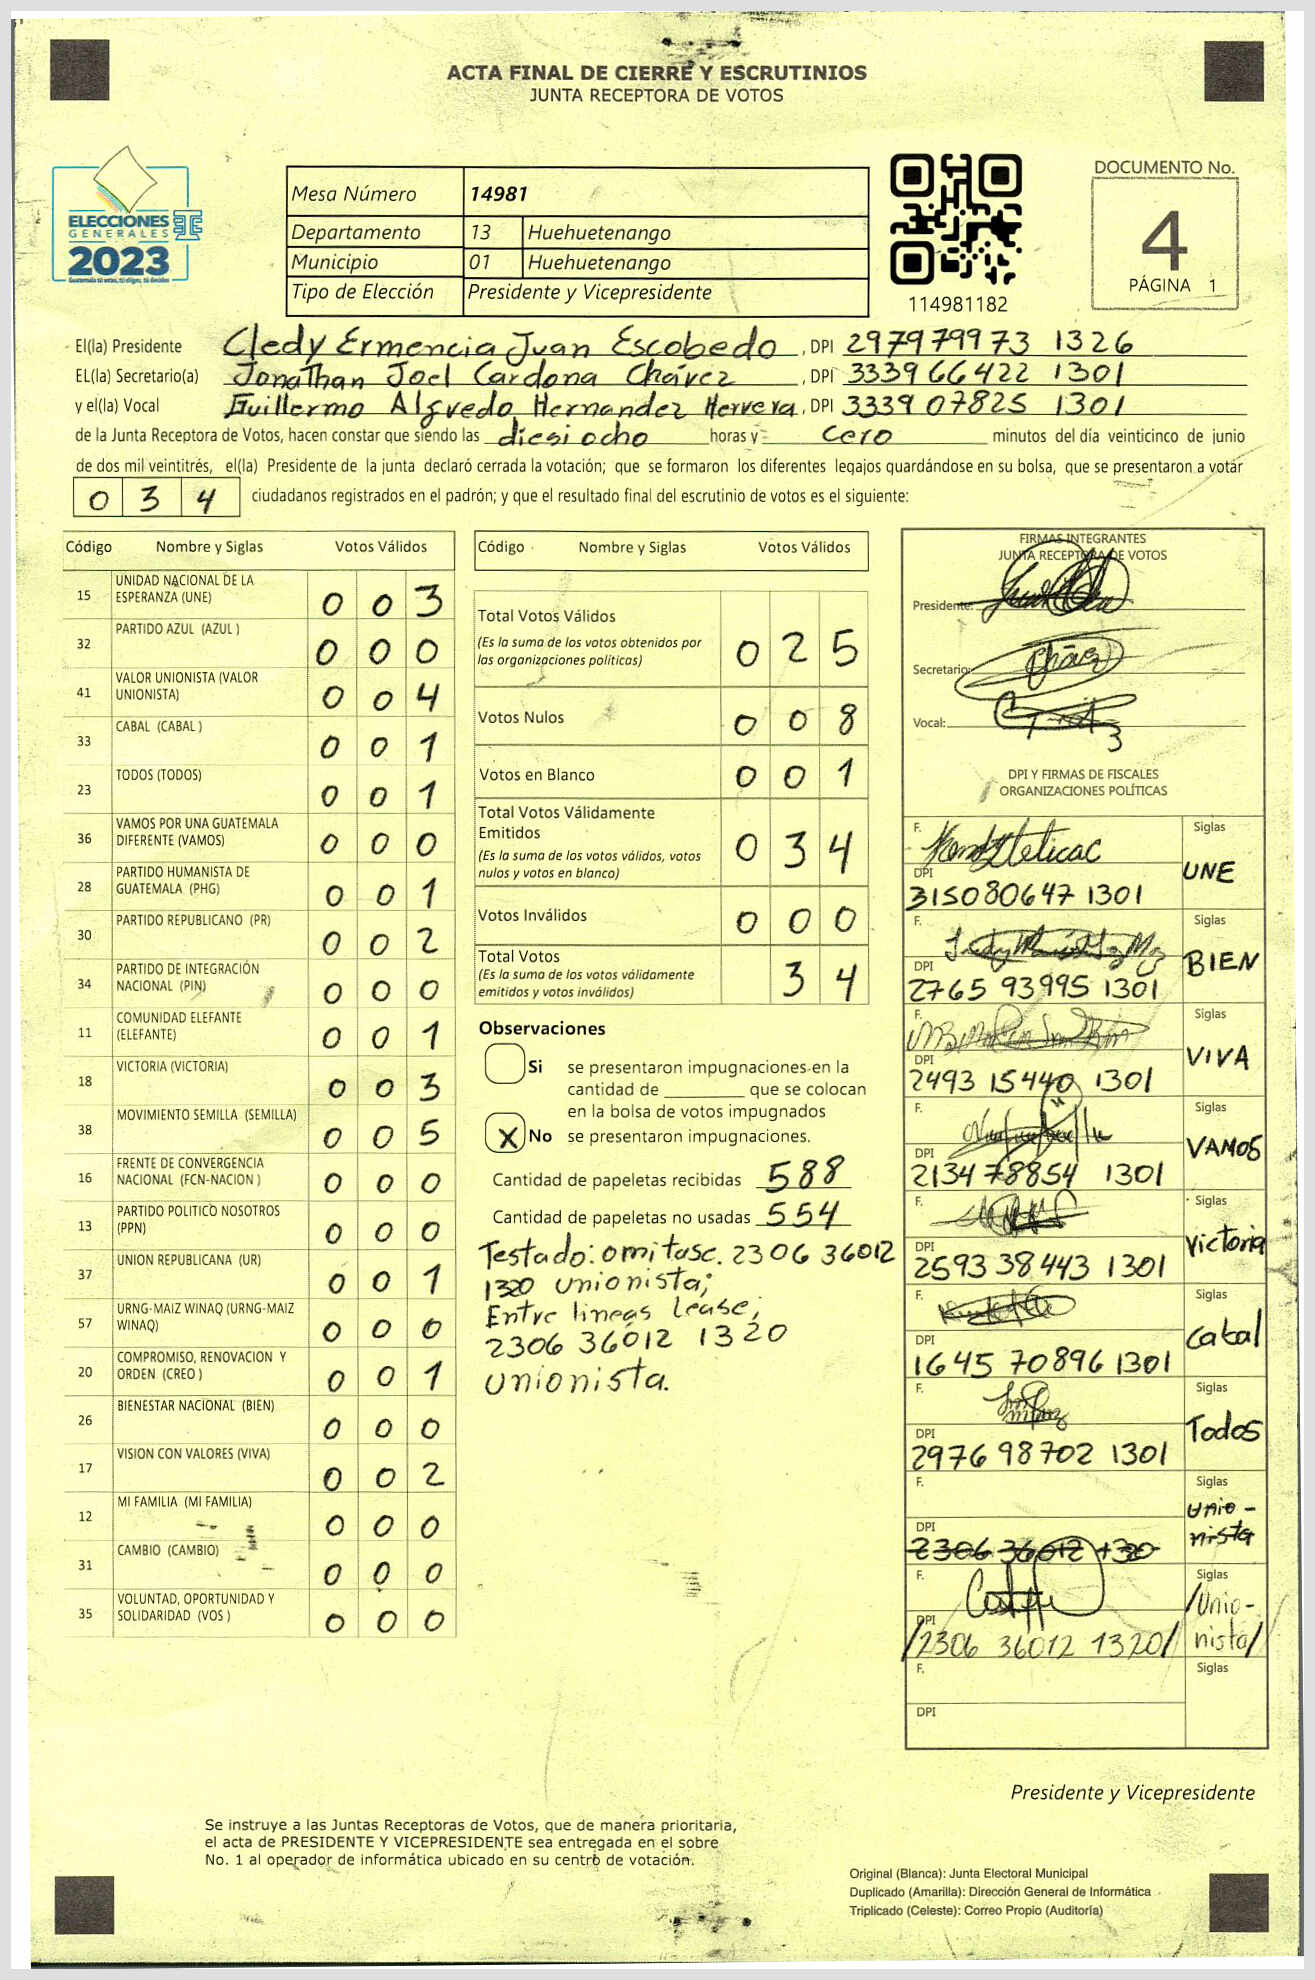 ACTA FINAL DE CIERRE Y ESCRUTINIOS
JUNTA RECEPTORA DE VOTOS
ELECCIONES
GENERALES
2023
Guatemala tú votas, tú eliges, tú decides
Mesa Número 14981
Departamento 13 Huehuetenango
Municipio 01 Huehuetenango
Tipo de Elección Presidente y Vicepresidente
114981182
DOCUMENTO No.
4
PÁGINA 1
El(la) Presidente Cledy Ermencia Juan Escobedo, DPI 297979973 1326
EL(la) Secretario(a) Jonathan Joel Cardona Chávez, DPI 333966422 1301
y el(la) Vocal Guillermo Alfredo Hernandez Herrera, DPI 333907825 1301
de la Junta Receptora de Votos, hacen constar que siendo las diesiocho horas y cero minutos del día veinticinco de junio
de dos mil veintitrés, el(la) Presidente de la junta declaró cerrada la votación; que se formaron los diferentes legajos guardándose en su bolsa, que se presentaron a votar
0 3 4 ciudadanos registrados en el padrón; y que el resultado final del escrutinio de votos es el siguiente:
Código Nombre y Siglas Votos Válidos
15 UNIDAD NACIONAL DE LA ESPERANZA (UNE) 0 0 3
32 PARTIDO AZUL (AZUL ) 0 0 0
41 VALOR UNIONISTA (VALOR UNIONISTA) 0 0 4
33 CABAL (CABAL ) 0 0 1
23 TODOS (TODOS) 0 0 1
36 VAMOS POR UNA GUATEMALA DIFERENTE (VAMOS) 0 0 0
28 PARTIDO HUMANISTA DE GUATEMALA (PHG) 0 0 1
30 PARTIDO REPUBLICANO (PR) 0 0 2
34 PARTIDO DE INTEGRACIÓN NACIONAL (PIN) 0 0 0
11 COMUNIDAD ELEFANTE (ELEFANTE) 0 0 1
18 VICTORIA (VICTORIA) 0 0 3
38 MOVIMIENTO SEMILLA (SEMILLA) 0 0 5
16 FRENTE DE CONVERGENCIA NACIONAL (FCN-NACION ) 0 0 0
13 PARTIDO POLITICO NOSOTROS (PPN) 0 0 0
37 UNION REPUBLICANA (UR) 0 0 1
57 URNG-MAIZ WINAQ (URNG-MAIZ WINAQ) 0 0 0
20 COMPROMISO, RENOVACION Y ORDEN (CREO ) 0 0 1
26 BIENESTAR NACIONAL (BIEN) 0 0 0
17 VISION CON VALORES (VIVA) 0 0 2
12 MI FAMILIA (MI FAMILIA) 0 0 0
31 CAMBIO (CAMBIO) 0 0 0
35 VOLUNTAD, OPORTUNIDAD Y SOLIDARIDAD (VOS ) 0 0 0
Código Nombre y Siglas Votos Válidos
Total Votos Válidos 0 2 5
(Es la suma de los votos obtenidos por
las organizaciones políticas)
Votos Nulos 0 0 8
Votos en Blanco 0 0 1
Total Votos Válidamente
Emitidos 0 3 4
(Es la suma de los votos válidos, votos
nulos y votos en blanco)
Votos Inválidos 0 0 0
Total Votos 3 4
(Es la suma de los votos válidamente
emitidos y votos inválidos)
Observaciones
Si se presentaron impugnaciones en la
cantidad de ________ que se colocan
en la bolsa de votos impugnados
X No se presentaron impugnaciones.
Cantidad de papeletas recibidas 588
Cantidad de papeletas no usadas 554
Testado: omitase. 2306 36012
1320 unionista;
Entre lineas lease,
2306 36012 1320
unionista.
FIRMAS INTEGRANTES
JUNTA RECEPTORA DE VOTOS
Presidente:
Secretario: Cháv
Vocal:
DPI Y FIRMAS DE FISCALES
ORGANIZACIONES POLÍTICAS
F. Siglas
DPI UNE
315080647 1301
F. Siglas
DPI BIEN
2765 93995 1301
F. Siglas
DPI VIVA
2493 15440 1301
F. Siglas
DPI VAMOS
2134 78854 1301
F. Siglas
DPI Victoria
2593 38443 1301
F. Siglas
DPI Cabal
1645 70896 1301
F. Siglas
DPI Todos
2976 98702 1301
F. Siglas
DPI Unio-
2306 36012 1320 nista
F. Siglas
DPI /Unio-
/2306 36012 1320/ nista/
F. Siglas
DPI
Presidente y Vicepresidente
Se instruye a las Juntas Receptoras de Votos, que de manera prioritaria,
el acta de PRESIDENTE Y VICEPRESIDENTE sea entregada en el sobre
No. 1 al operador de informática ubicado en su centro de votación.
Original (Blanca): Junta Electoral Municipal
Duplicado (Amarilla): Dirección General de Informática
Triplicado (Celeste): Correo Propio (Auditoría)